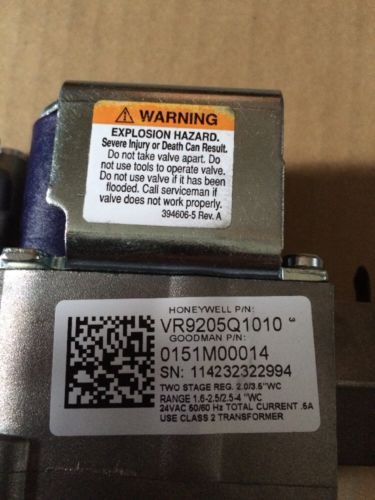 WARNING
EXPLOSION HAZARD.
Severe Injury or Death Can Result.
Do not take valve apart. Do
not use tools to operate valve.
Do not use valve if it has been
flooded. Call serviceman if
valve does not work properly.
394606-5 Rev. A
HONEYWELL P/N:
VR9205Q1010 3
GOODMAN P/N:
0151M00014
SN: 114232322994
TWO STAGE REG. 2.0/3.5"WC
RANGE 1.6-2.5/2.5-4 "WC
24VAC 50/60 Hz TOTAL CURRENT .5A
USE CLASS 2 TRANSFORMER